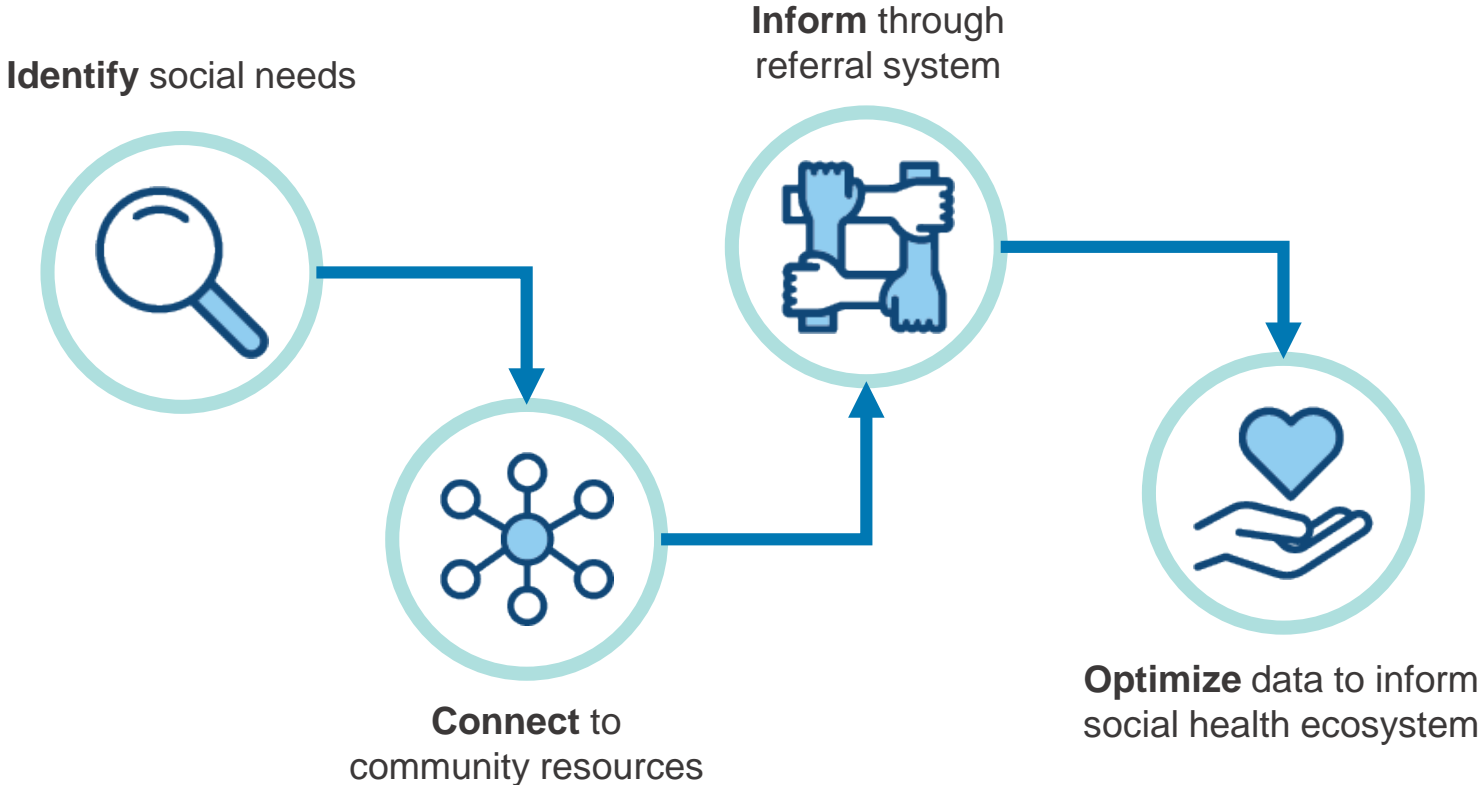 Identify social needs
Connect to
community resources
Inform through
referral system
Optimize data to inform
social health ecosystem